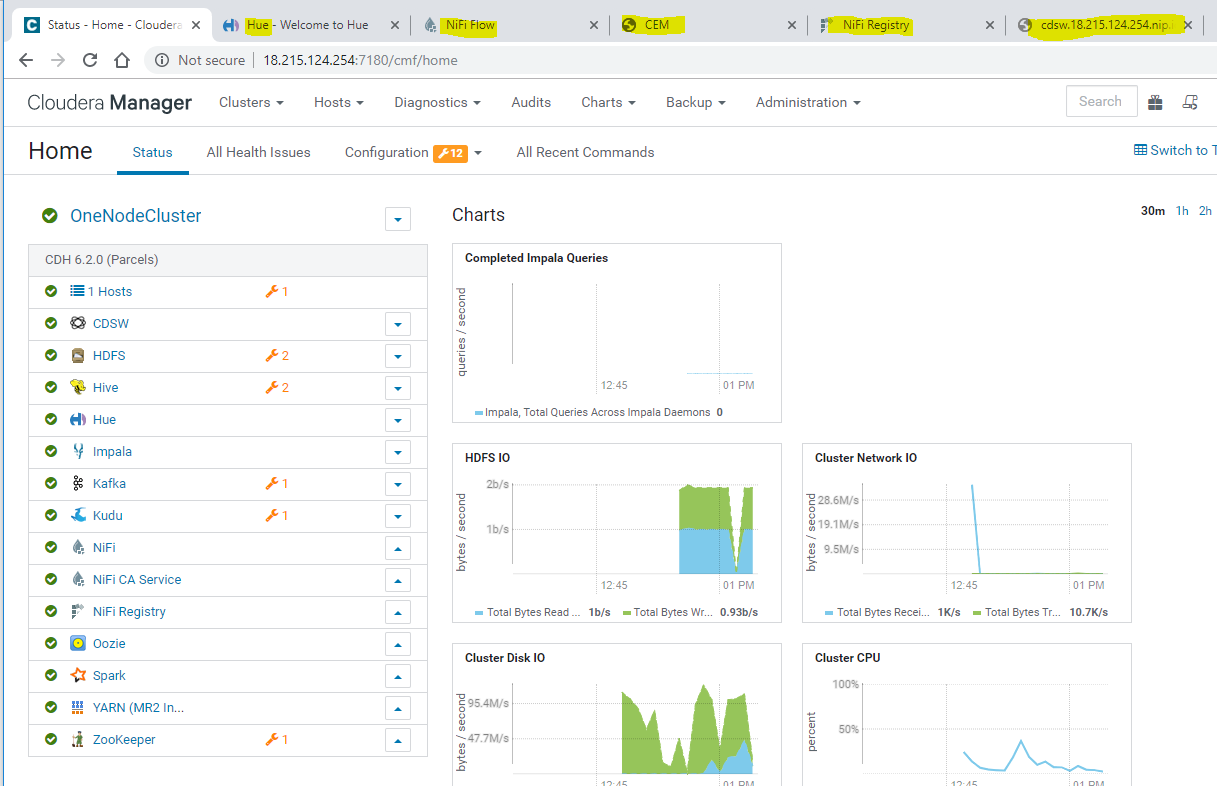 Status - Home - Cloudera
Hue - Welcome to Hue
NiFi Flow
CEM
NiFi Registry
cdsw.18.215.124.254.nip.
Not secure
18.215.124.254:7180/cmf/home
Cloudera Manager
Clusters
Hosts
Diagnostics
Audits
Charts
Backup
Administration
Search
Home
Status
All Health Issues
Configuration
12
All Recent Commands
Switch to T
OneNodeCluster
CDH 6.2.0 (Parcels)
1 Hosts
1
CDSW
HDFS
2
Hive
2
Hue
Impala
Kafka
1
Kudu
1
NiFi
NiFi CA Service
NiFi Registry
Oozie
Spark
YARN (MR2 In...
ZooKeeper
1
Charts
30m
1h
2h
Completed Impala Queries
queries / second
12:45
01 PM
Impala, Total Queries Across Impala Daemons 0
HDFS IO
bytes / second
2b/s
1b/s
12:45
01 PM
Total Bytes Read ... 1b/s
Total Bytes Wr... 0.93b/s
Cluster Network IO
bytes / second
28.6M/s
19.1M/s
9.5M/s
12:45
01 PM
Total Bytes Recei... 1K/s
Total Bytes Tr... 10.7K/s
Cluster Disk IO
bytes / second
95.4M/s
47.7M/s
12:45
01 PM
Cluster CPU
percent
100%
50%
12:45
01 PM